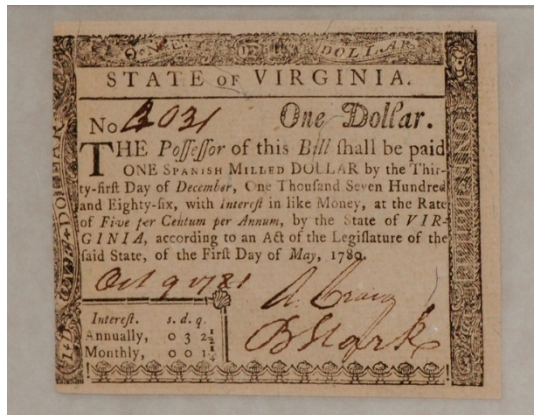 ONE DOLLAR
STATE OF VIRGINIA.
No 4031 One Dollar.
THE Poſſeſſor of this Bill ſhall be paid
ONE SPANISH MILLED DOLLAR by the Thir-
ty-firſt Day of December, One Thouſand Seven Hundred
and Eighty-ſix, with Intereſt in like Money, at the Rate
of Five per Centum per Annum, by the State of VIR-
GINIA, according to an Act of the Legiſlature of the
ſaid State, of the Firſt Day of May, 1780.
Oct 9 1781
A. Craig
B Stark
Intereſt. s. d. q.
Annually, 0 3 2½
Monthly, 0 0 1¼